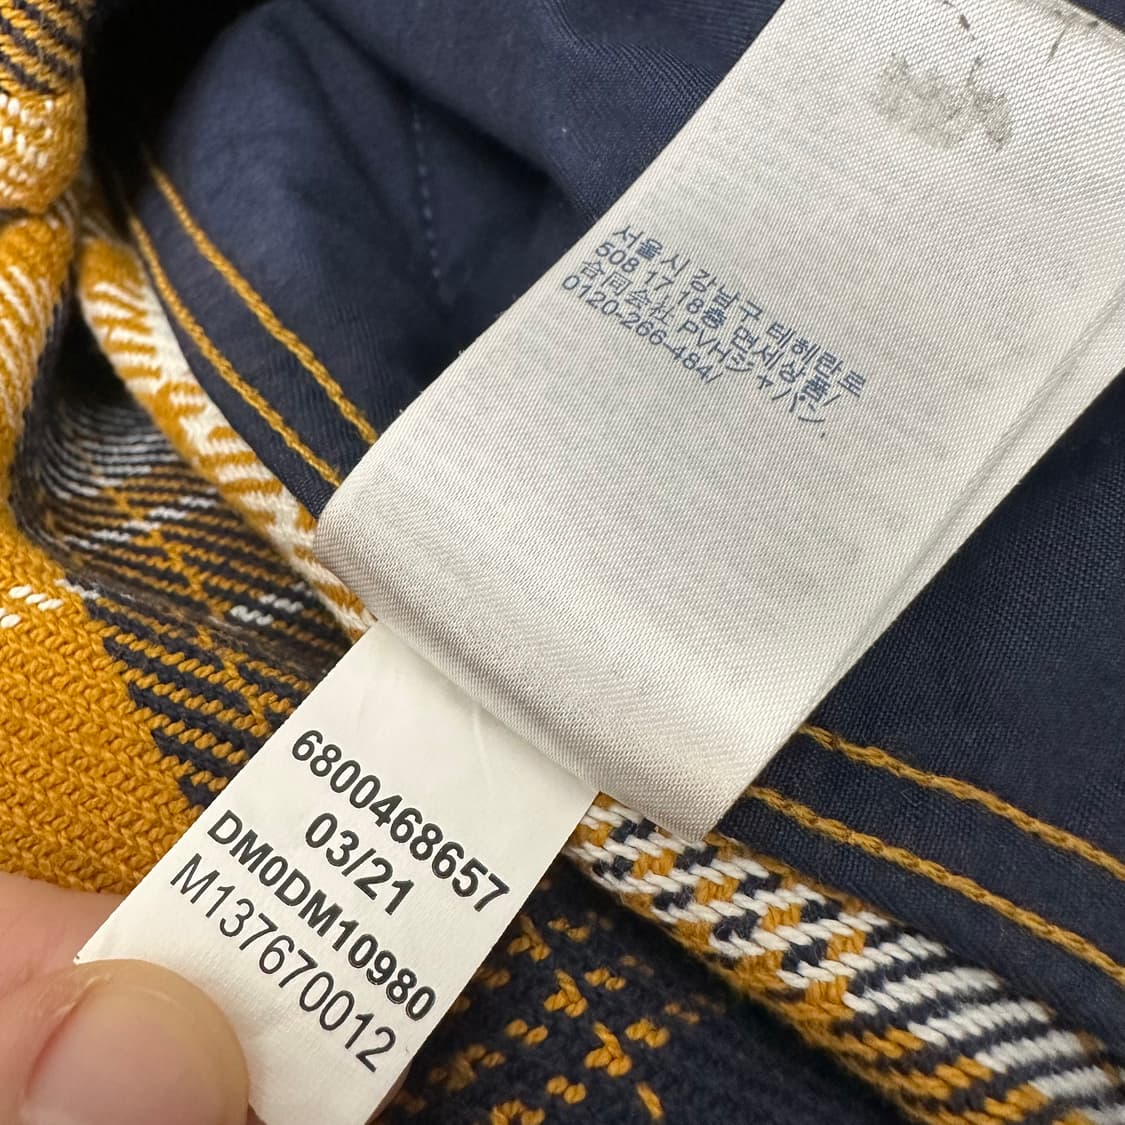 서울시 강남구 테헤란로
508 17 18층 면세상품/
合同会社 PVHジャパン,
0120-266-484/
6800468657
03/21
DM0DM10980
M1376700012